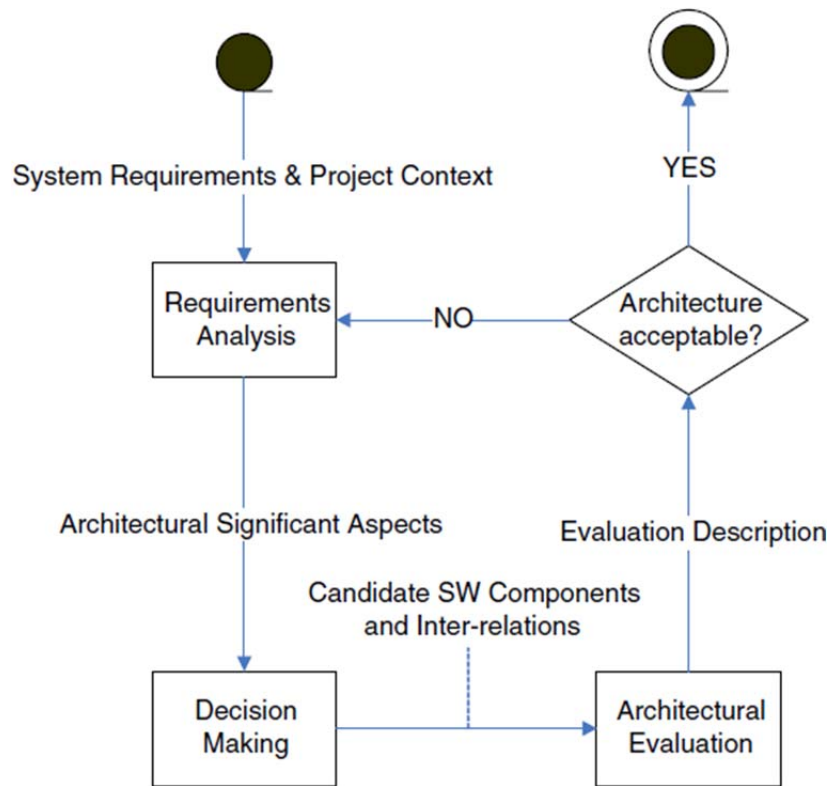 System Requirements & Project Context
YES
Requirements
Analysis
NO
Architecture
acceptable?
Architectural Significant Aspects
Evaluation Description
Candidate SW Components
and Inter-relations
Decision
Making
Architectural
Evaluation